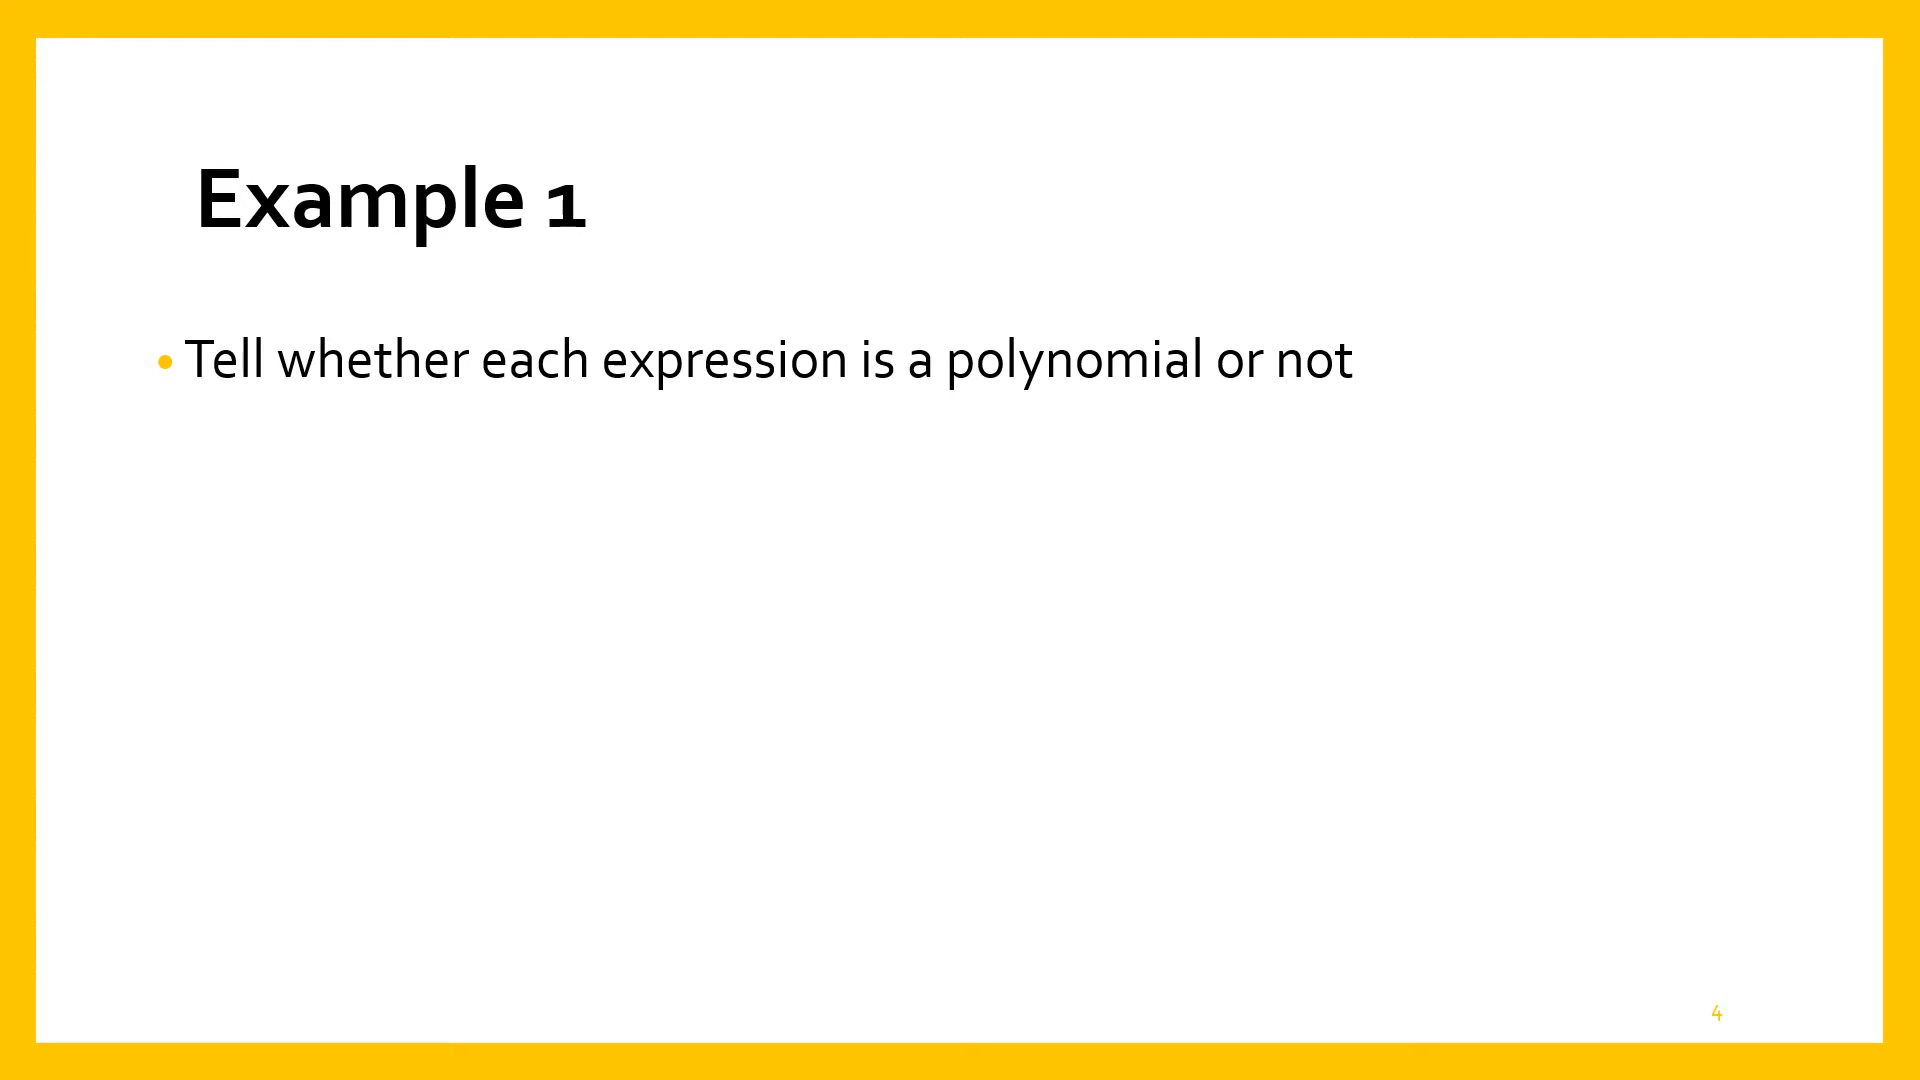 Example 1
• Tell whether each expression is a polynomial or not
4